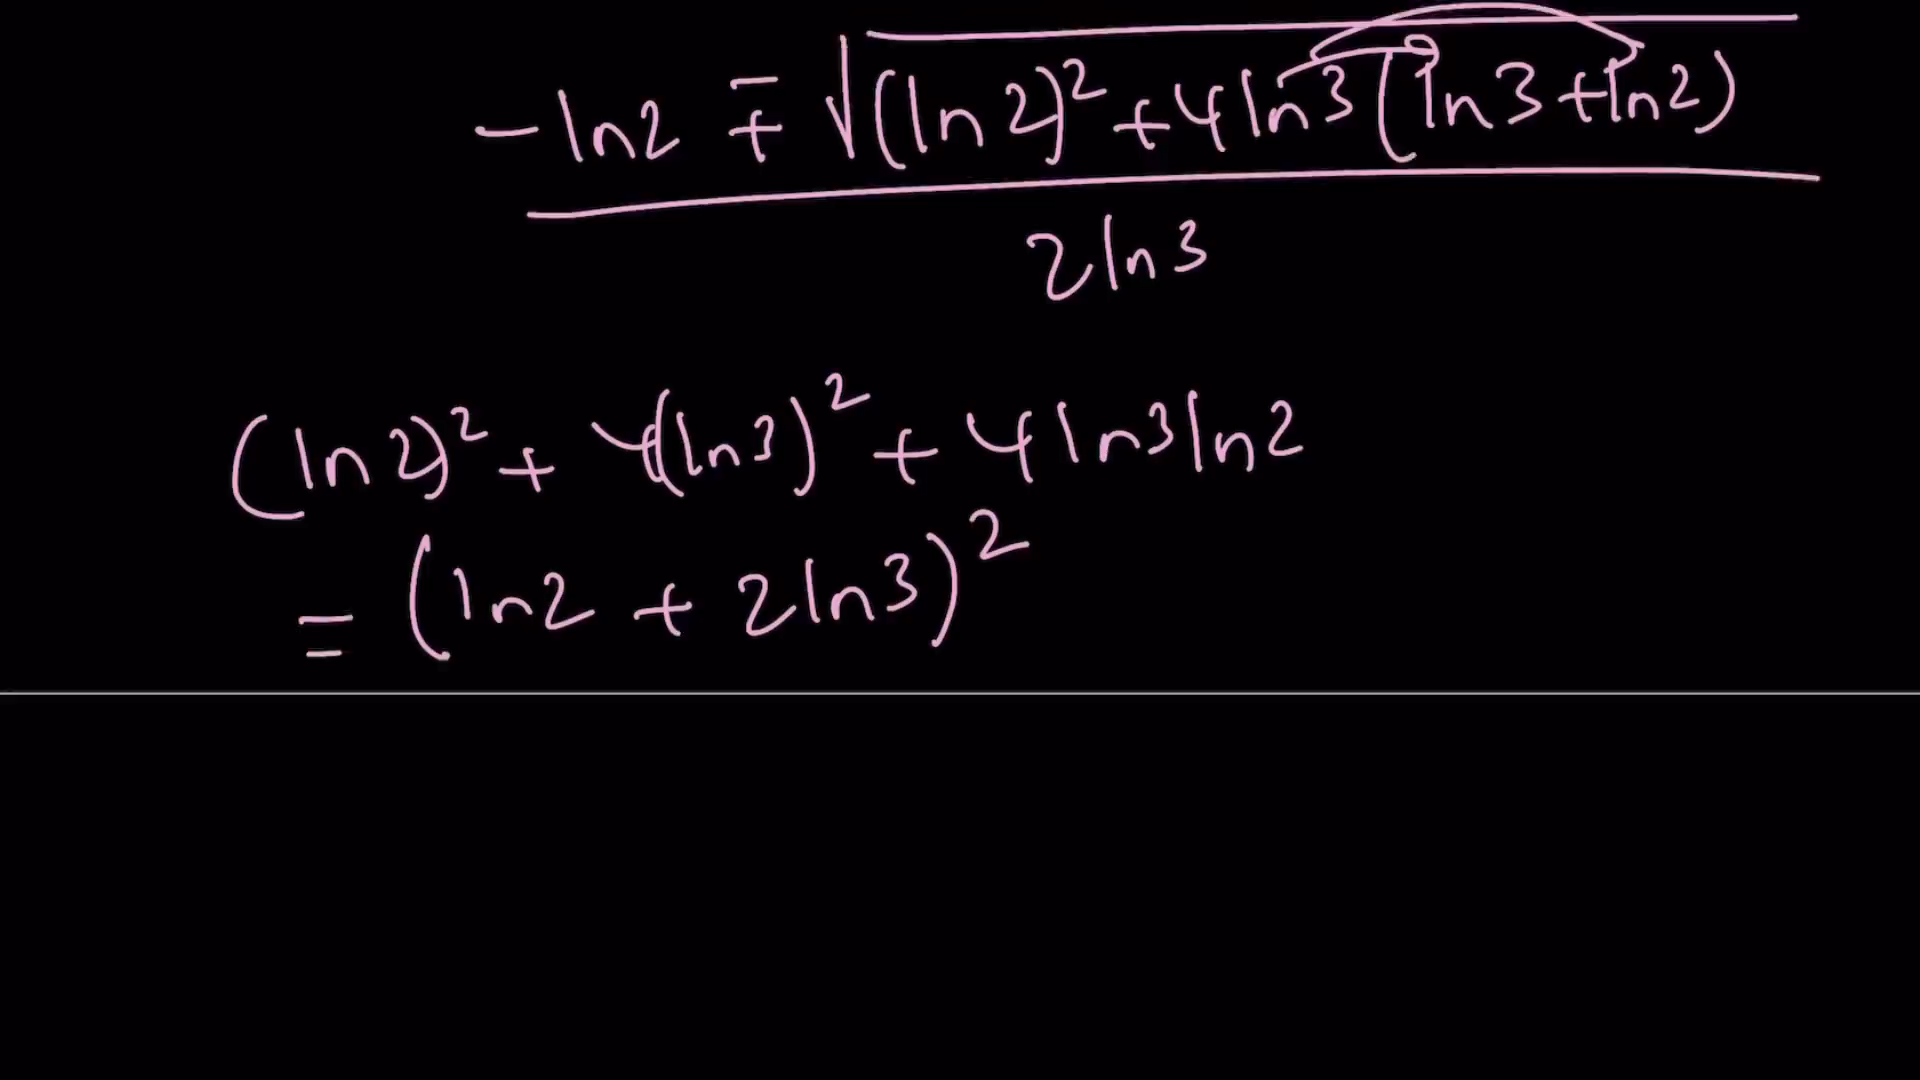 -ln2 ∓ √((ln2)² + 4ln3(ln3+ln2))
2ln3
(ln2)² + 4(ln3)² + 4ln3ln2
= (ln2 + 2ln3)²